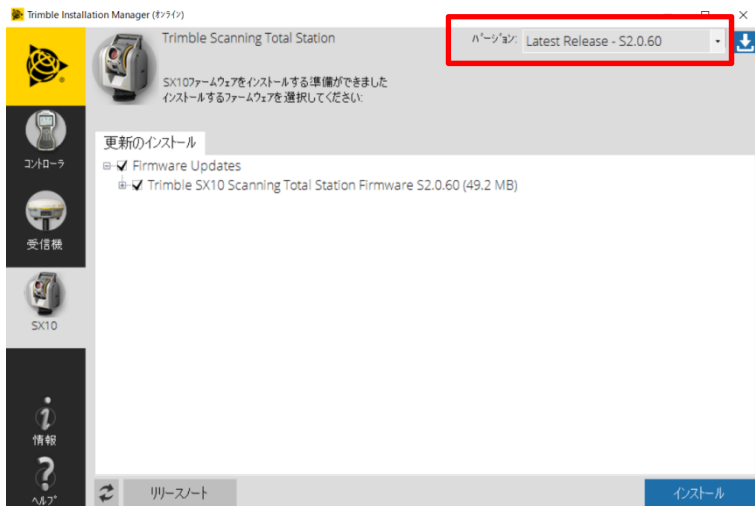 Trimble Installation Manager (ｵﾝﾗｲﾝ)
Trimble Scanning Total Station
ﾊﾞｰｼﾞｮﾝ: Latest Release - S2.0.60
SX10ﾌｧｰﾑｳｪｱをｲﾝｽﾄｰﾙする準備ができました
ｲﾝｽﾄｰﾙするﾌｧｰﾑｳｪｱを選択してください:
更新のｲﾝｽﾄｰﾙ
Firmware Updates
Trimble SX10 Scanning Total Station Firmware S2.0.60 (49.2 MB)
ｺﾝﾄﾛｰﾗ
受信機
SX10
情報
ﾍﾙﾌﾟ
ﾘﾘｰｽﾉｰﾄ
ｲﾝｽﾄｰﾙ